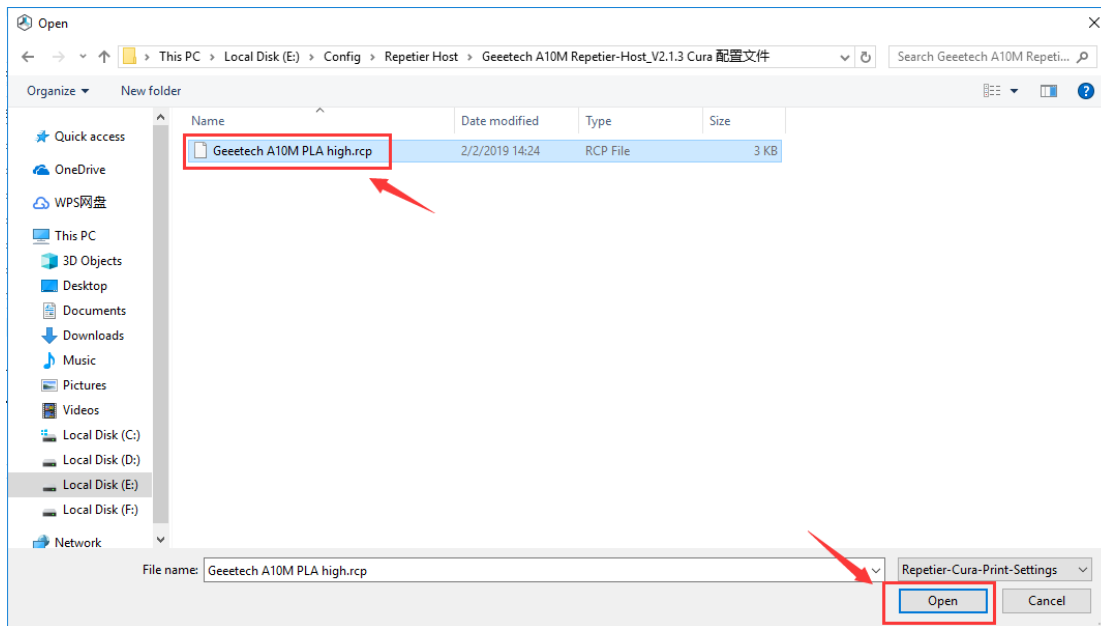 Open
This PC > Local Disk (E:) > Config > Repetier Host > Geeetech A10M Repetier-Host_V2.1.3 Cura 配置文件
Search Geeetech A10M Repeti...
Organize
New folder
Name
Date modified
Type
Size
Geeetech A10M PLA high.rcp
2/2/2019 14:24
RCP File
3 KB
Quick access
OneDrive
WPS网盘
This PC
3D Objects
Desktop
Documents
Downloads
Music
Pictures
Videos
Local Disk (C:)
Local Disk (D:)
Local Disk (E:)
Local Disk (F:)
Network
File name:
Geeetech A10M PLA high.rcp
Repetier-Cura-Print-Settings
Open
Cancel